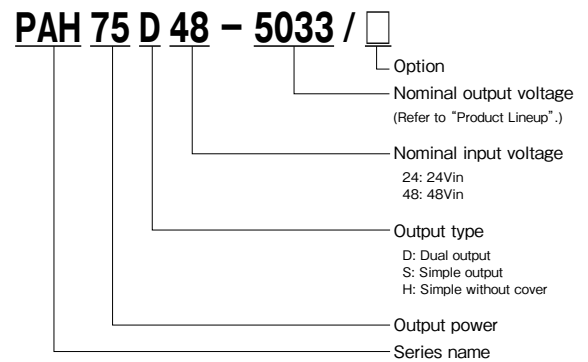 PAH 75 D 48 – 5033 / □
Option
Nominal output voltage
(Refer to “Product Lineup”.)
Nominal input voltage
24: 24Vin
48: 48Vin
Output type
D: Dual output
S: Simple output
H: Simple without cover
Output power
Series name